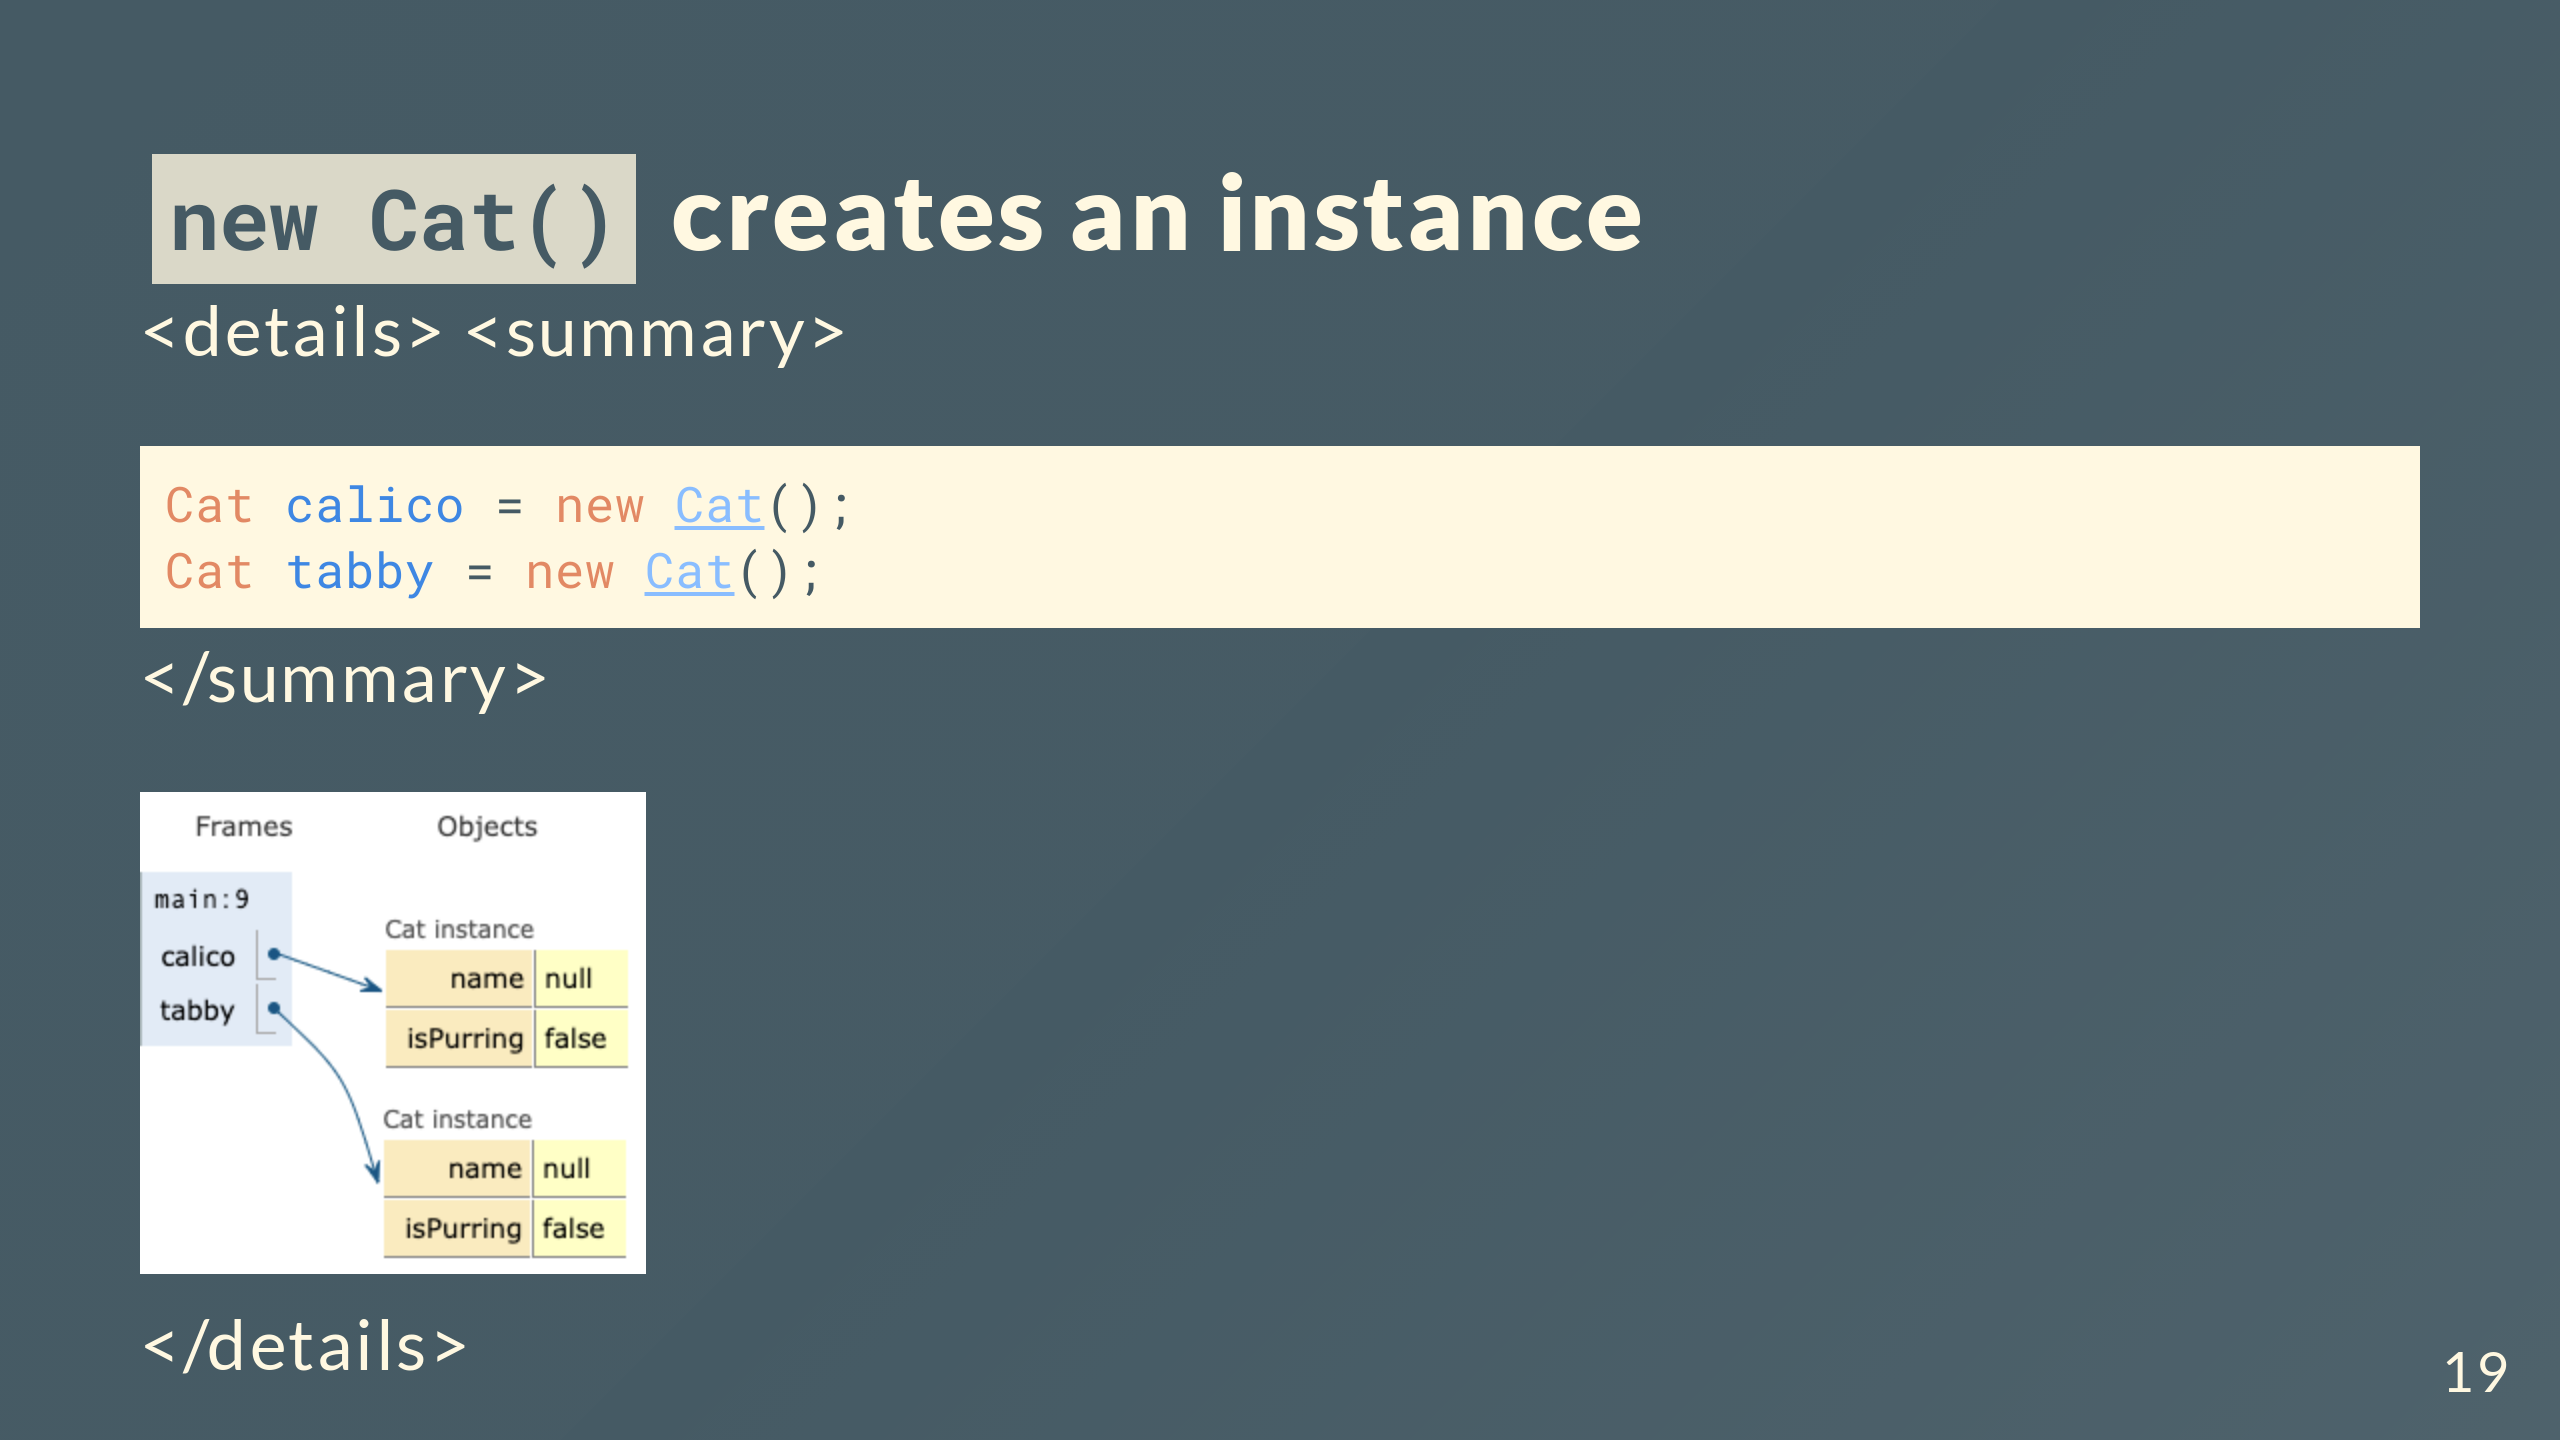 new Cat() creates an instance
<details> <summary>
Cat calico = new Cat();
Cat tabby = new Cat();
</summary>
Frames Objects
main:9
calico
tabby
Cat instance
name null
isPurring false
Cat instance
name null
isPurring false
</details>
19